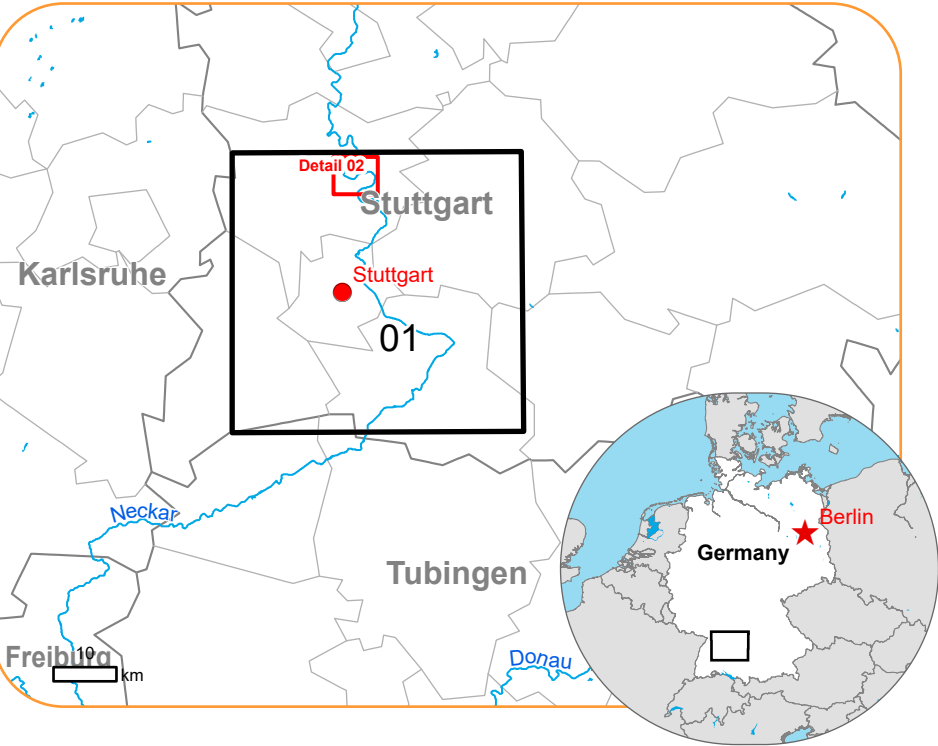 Detail 02
Stuttgart
Karlsruhe
Stuttgart
01
Neckar
Berlin
Germany
Tubingen
Freiburg
10
km
Donau